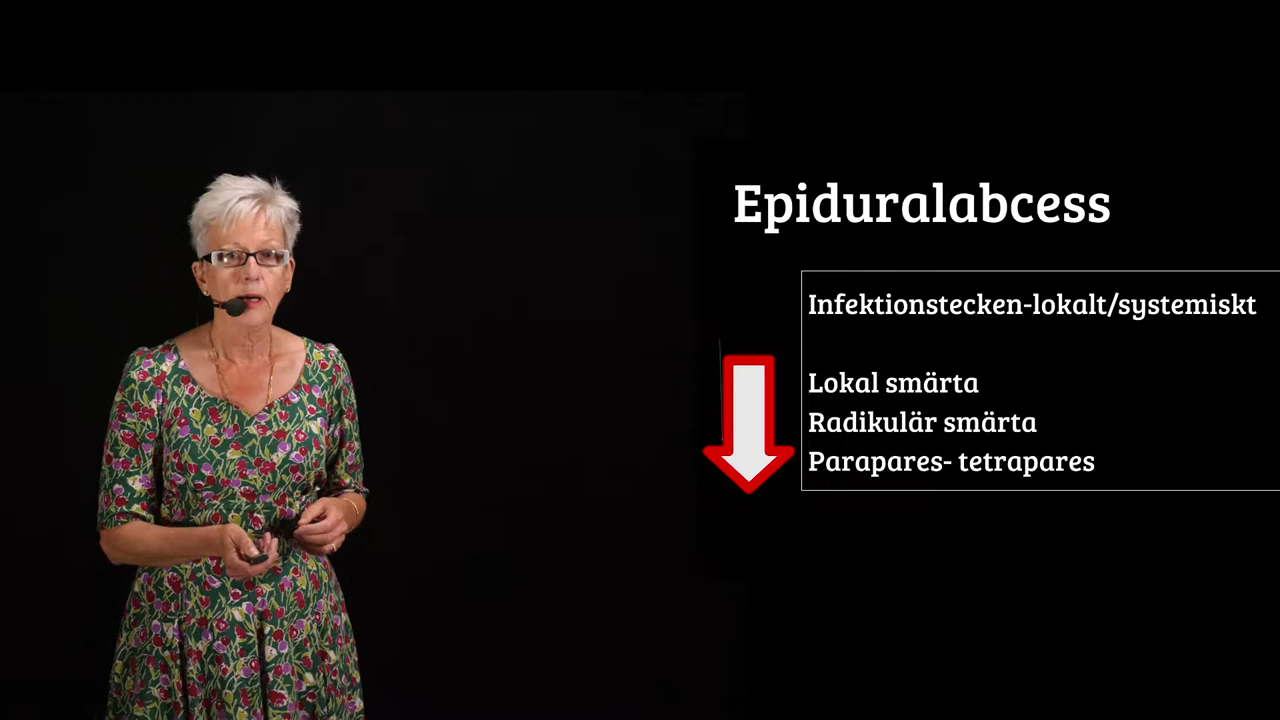 Epiduralabcess
Infektionstecken-lokalt/systemiskt
Lokal smärta
Radikulär smärta
Parapares- tetrapares